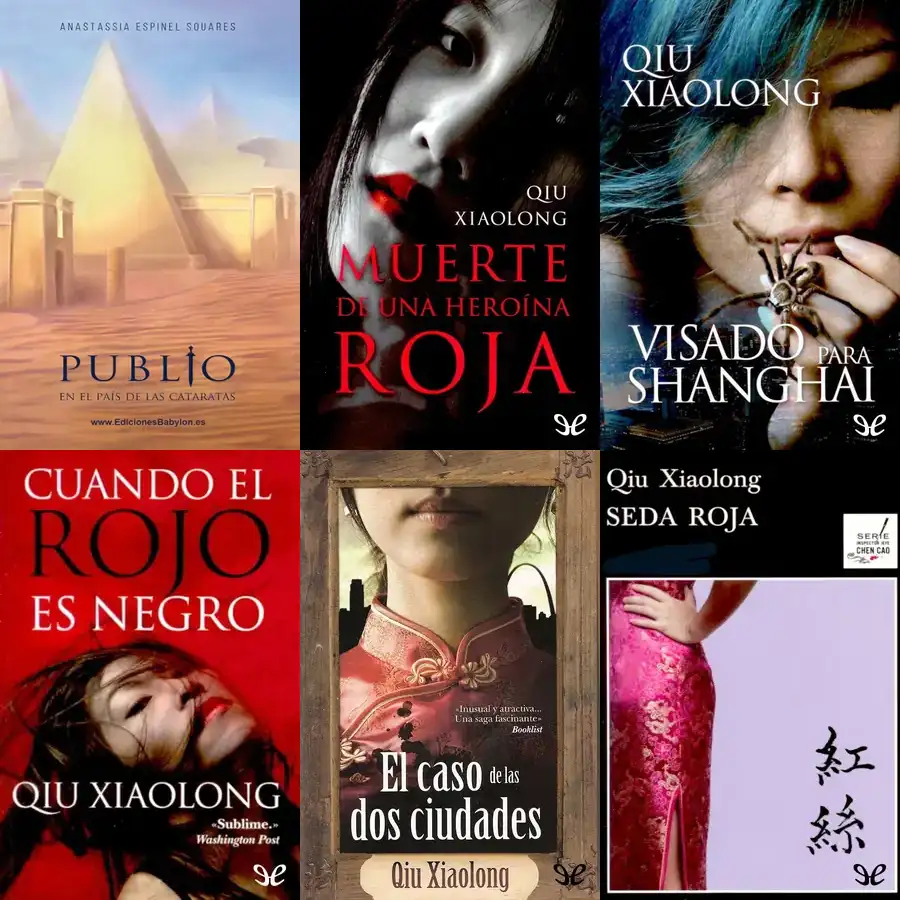 ANASTASSIA ESPINEL SOUARES
PUBLIO
EN EL PAÍS DE LAS CATARATAS
www.EdicionesBabylon.es
QIU
XIAOLONG
MUERTE
DE UNA HEROÍNA
ROJA
QIU
XIAOLONG
VISADO PARA
SHANGHAI
CUANDO EL
ROJO
ES NEGRO
QIU XIAOLONG
«Sublime.»
Washington Post
«Inusual y atractiva...
Una saga fascinante»
Booklist
El caso de las
dos ciudades
Qiu Xiaolong
Qiu Xiaolong
SEDA ROJA
SERIE
INSPECTOR JEFE
CHEN CAO
紅
絲